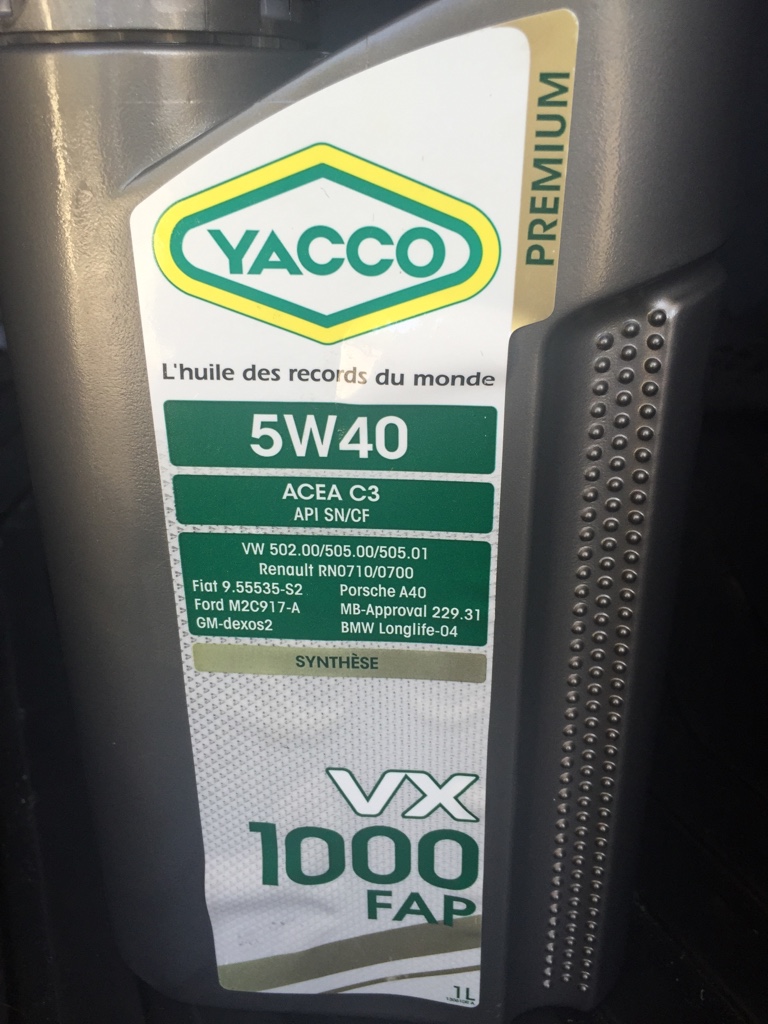 PREMIUM
YACCO
L'huile des records du monde
5W40
ACEA C3
API SN/CF
VW 502.00/505.00/505.01
Renault RN0710/0700
Fiat 9.55535-S2 Porsche A40
Ford M2C917-A MB-Approval 229.31
GM-dexos2 BMW Longlife-04
SYNTHÈSE
VX
1000
FAP
1L